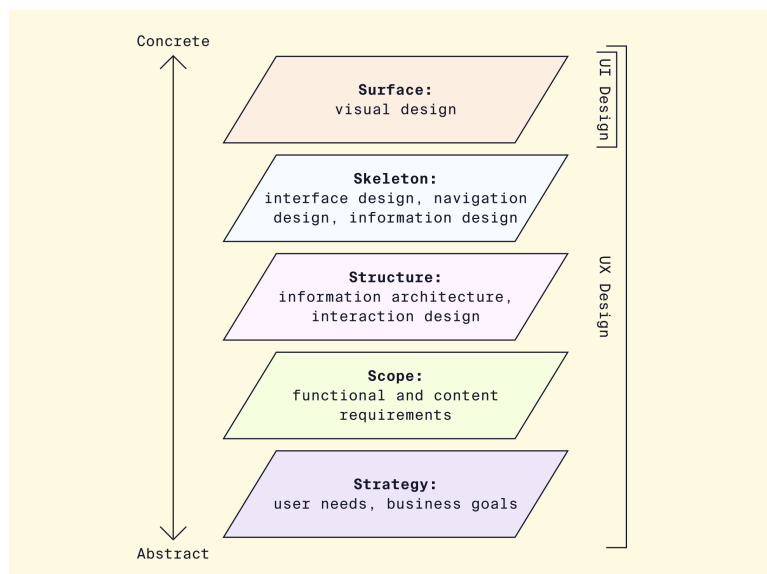 Concrete
Surface:
visual design
UI Design
Skeleton:
interface design, navigation
design, information design
Structure:
information architecture,
interaction design
UX Design
Scope:
functional and content
requirements
Strategy:
user needs, business goals
Abstract